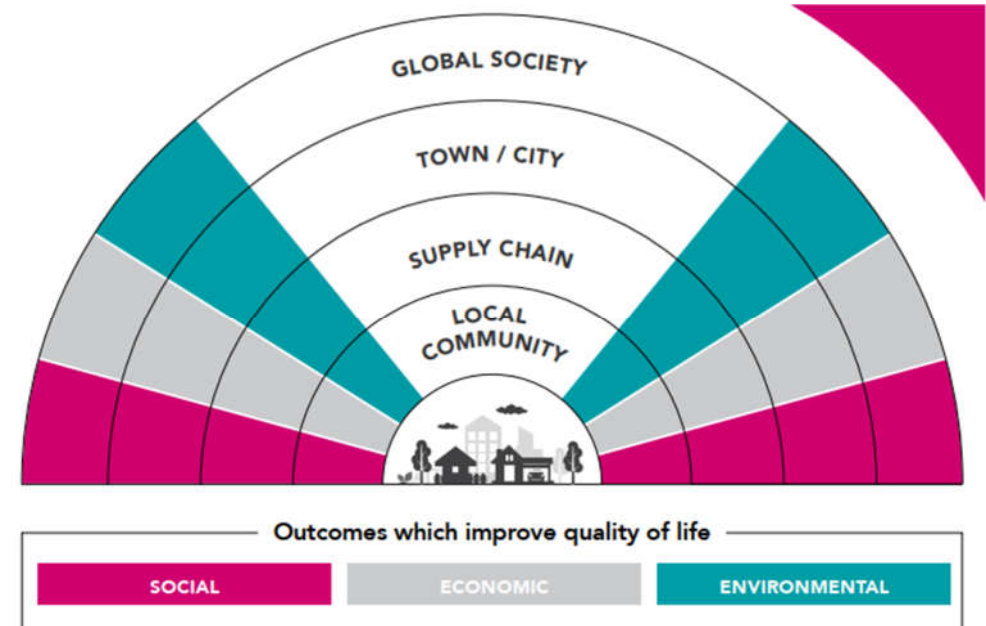 GLOBAL SOCIETY
TOWN / CITY
SUPPLY CHAIN
LOCAL
COMMUNITY
Outcomes which improve quality of life
SOCIAL
ECONOMIC
ENVIRONMENTAL